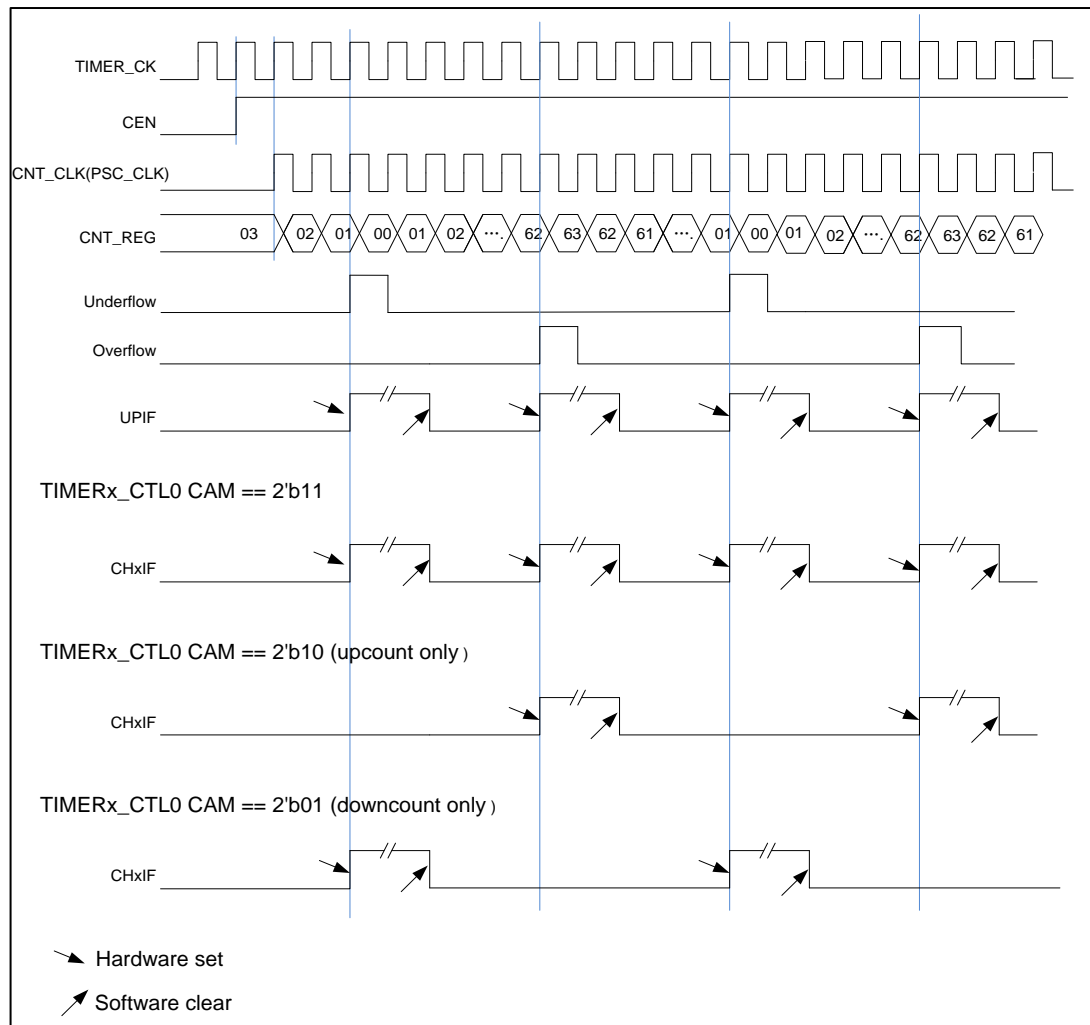 TIMER_CK
CEN
CNT_CLK(PSC_CLK)
CNT_REG 03 02 01 00 01 02 …. 62 63 62 61 …. 01 00 01 02 …. 62 63 62 61
Underflow
Overflow
UPIF
TIMERx_CTL0 CAM == 2'b11
CHxIF
TIMERx_CTL0 CAM == 2'b10 (upcount only）
CHxIF
TIMERx_CTL0 CAM == 2'b01 (downcount only）
CHxIF
Hardware set
Software clear